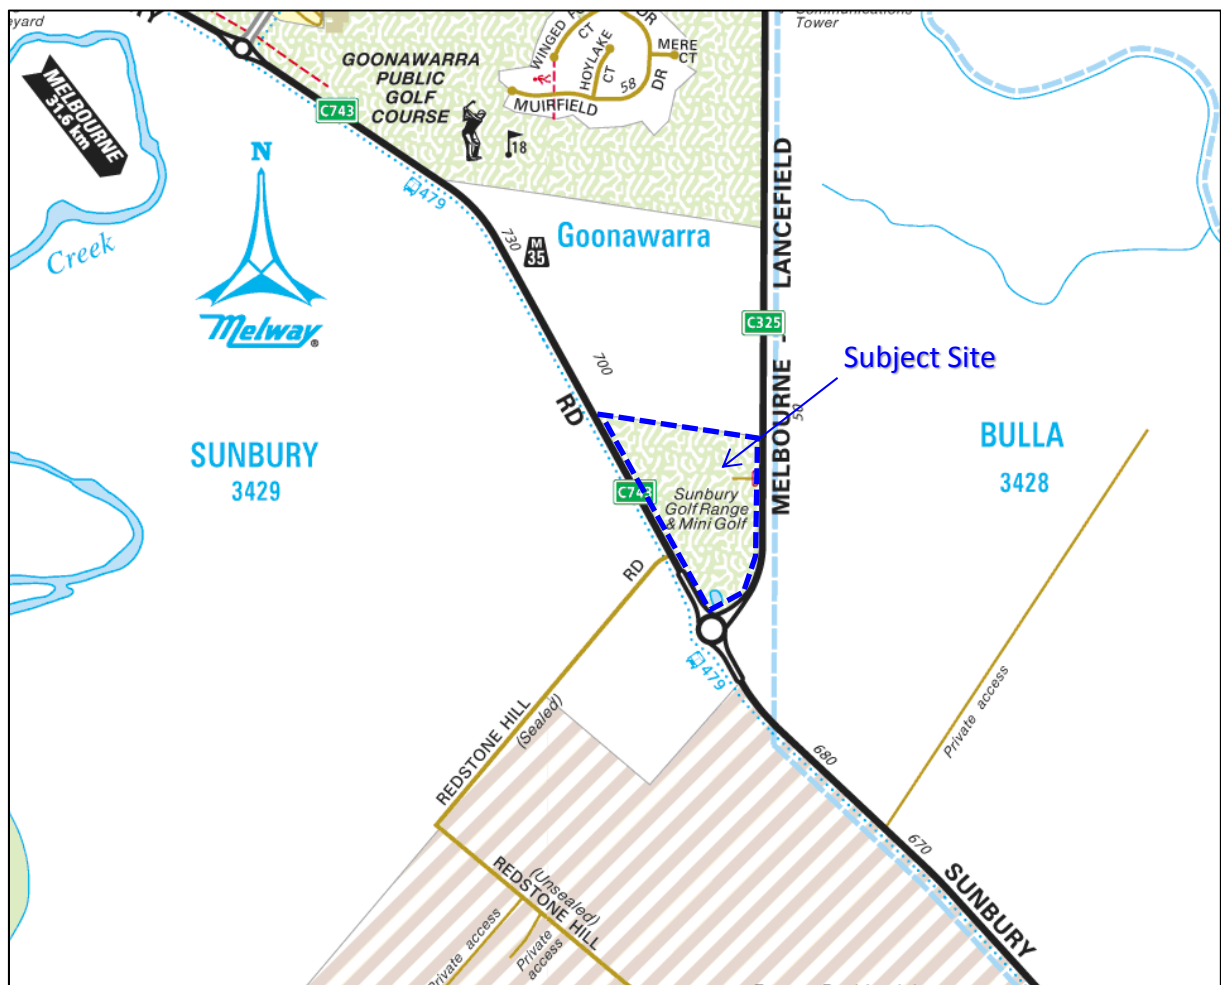 eyard
Communications
Tower
MELBOURNE
31.6 km
C743
GOONAWARRA
PUBLIC
GOLF
COURSE
18
WINGED
CT
HOYLAKE
CT
DR
MERE
CT
58
DR
MUIRFIELD
479
N
Melway®
Creek
730
M
35
Goonawarra
MELBOURNE - LANCEFIELD
C325
700
RD
Subject Site
50
SUNBURY
3429
BULLA
3428
C743
Sunbury
Golf Range
& Mini Golf
RD
479
REDSTONE HILL
(Sealed)
Private access
680
670
SUNBURY
(Unsealed)
REDSTONE HILL
Private access
Private
access